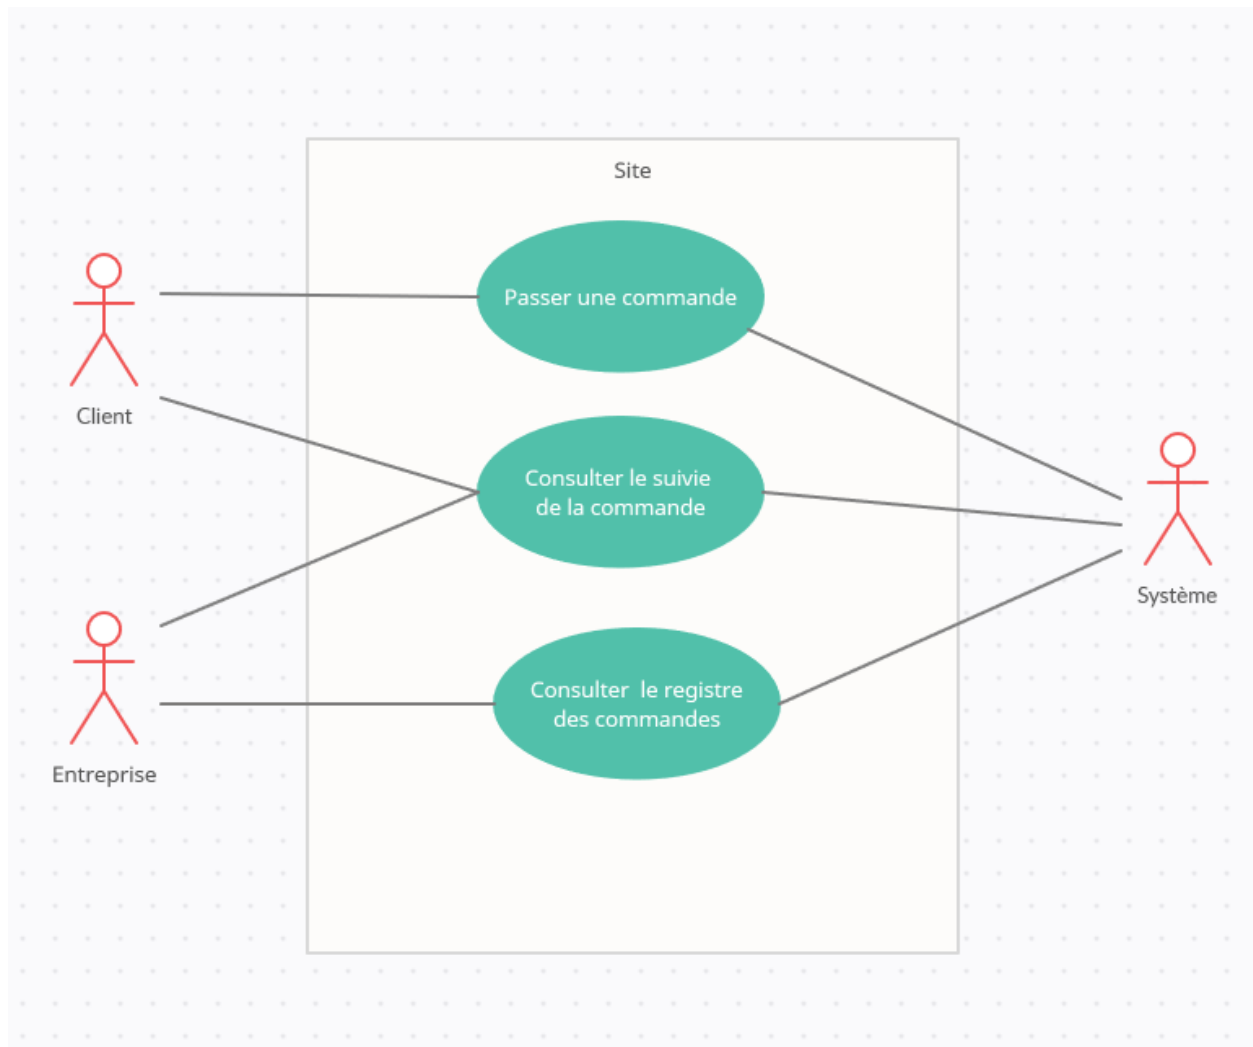 Site
Passer une commande
Client
Consulter le suivie
de la commande
Système
Consulter  le registre
des commandes
Entreprise